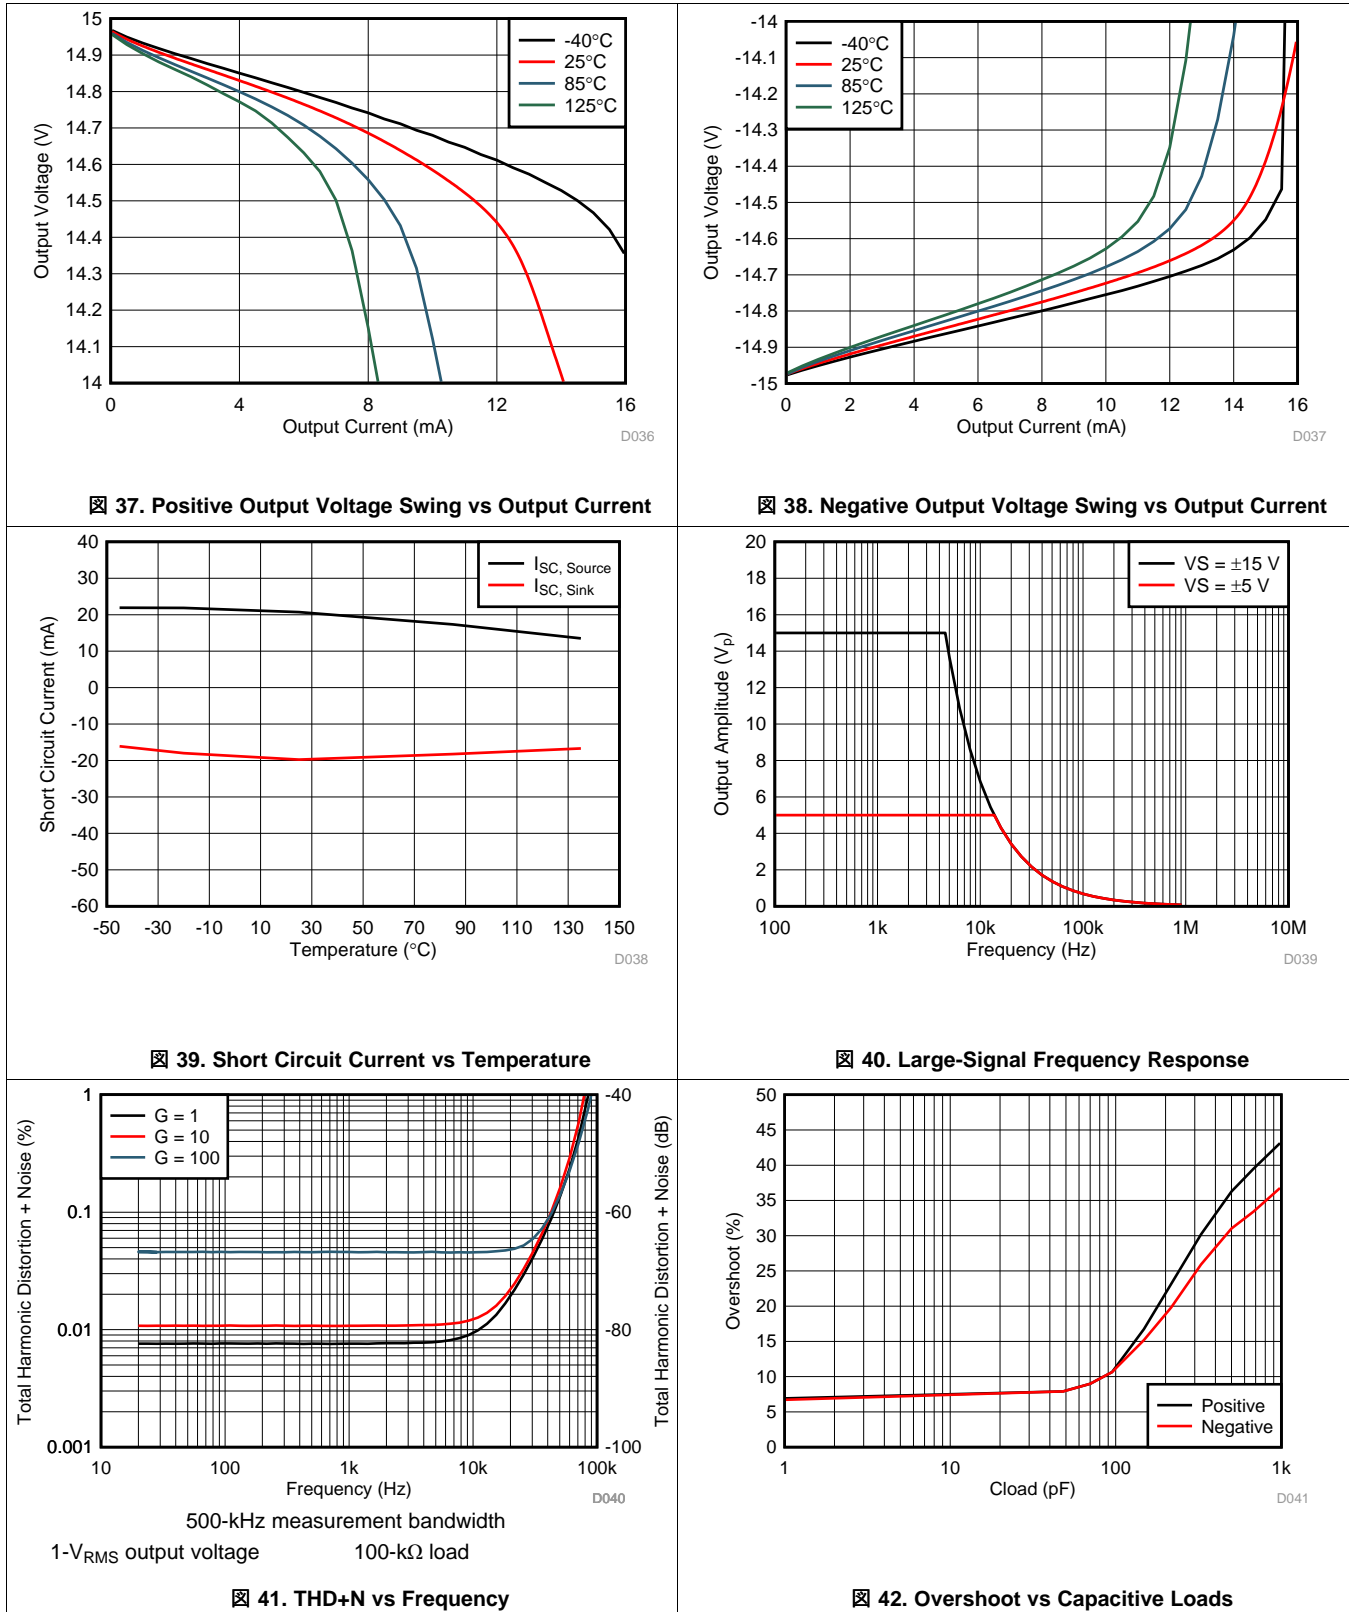 15
14.9
14.8
14.7
14.6
14.5
14.4
14.3
14.2
14.1
14
0 4 8 12 16
Output Voltage (V)
Output Current (mA)
-40°C
25°C
85°C
125°C
D036
図 37. Positive Output Voltage Swing vs Output Current
-14
-14.1
-14.2
-14.3
-14.4
-14.5
-14.6
-14.7
-14.8
-14.9
-15
0 2 4 6 8 10 12 14 16
Output Voltage (V)
Output Current (mA)
-40°C
25°C
85°C
125°C
D037
図 38. Negative Output Voltage Swing vs Output Current
40
30
20
10
0
-10
-20
-30
-40
-50
-60
-50 -30 -10 10 30 50 70 90 110 130 150
Short Circuit Current (mA)
Temperature (°C)
ISC, Source
ISC, Sink
D038
図 39. Short Circuit Current vs Temperature
20
18
16
14
12
10
8
6
4
2
0
100 1k 10k 100k 1M 10M
Output Amplitude (Vp)
Frequency (Hz)
VS = ±15 V
VS = ±5 V
D039
図 40. Large-Signal Frequency Response
1
0.1
0.01
0.001
10 100 1k 10k 100k
-40
-60
-80
-100
Total Harmonic Distortion + Noise (%)
Total Harmonic Distortion + Noise (dB)
Frequency (Hz)
G = 1
G = 10
G = 100
D040
500-kHz measurement bandwidth
1-VRMS output voltage 100-kΩ load
図 41. THD+N vs Frequency
50
45
40
35
30
25
20
15
10
5
0
1 10 100 1k
Overshoot (%)
Cload (pF)
Positive
Negative
D041
図 42. Overshoot vs Capacitive Loads